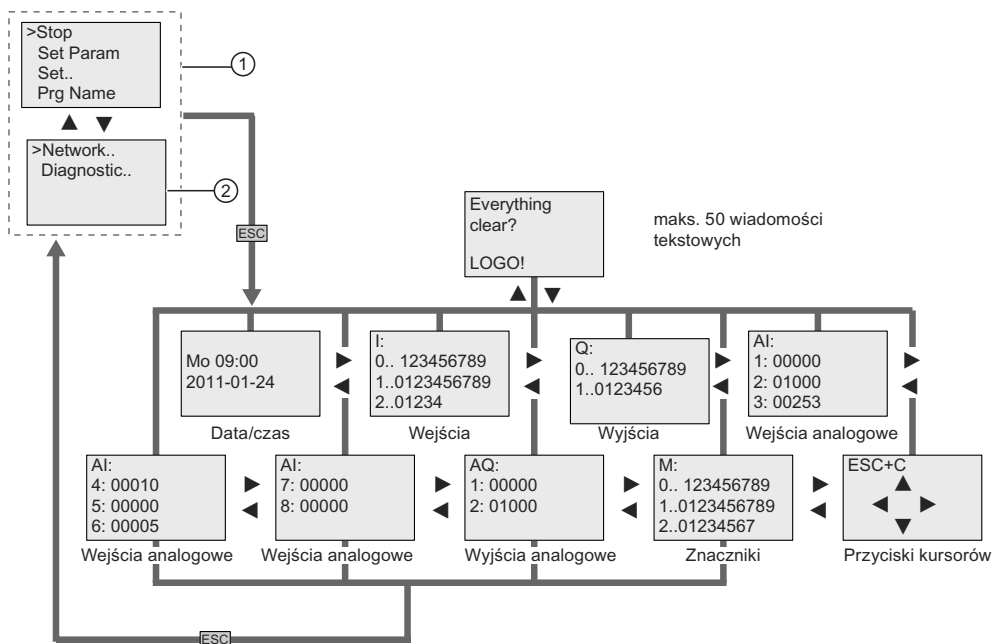 >Stop
Set Param
Set..
Prg Name
1
>Network..
Diagnostic..
2
ESC
Everything
clear?
LOGO!
maks. 50 wiadomości
tekstowych
Mo 09:00
2011-01-24
Data/czas
I:
0.. 123456789
1..0123456789
2..01234
Wejścia
Q:
0.. 123456789
1..0123456
Wyjścia
AI:
1: 00000
2: 01000
3: 00253
Wejścia analogowe
AI:
4: 00010
5: 00000
6: 00005
Wejścia analogowe
AI:
7: 00000
8: 00000
Wejścia analogowe
AQ:
1: 00000
2: 01000
Wyjścia analogowe
M:
0.. 123456789
1..0123456789
2..01234567
Znaczniki
ESC+C
Przyciski kursorów
ESC